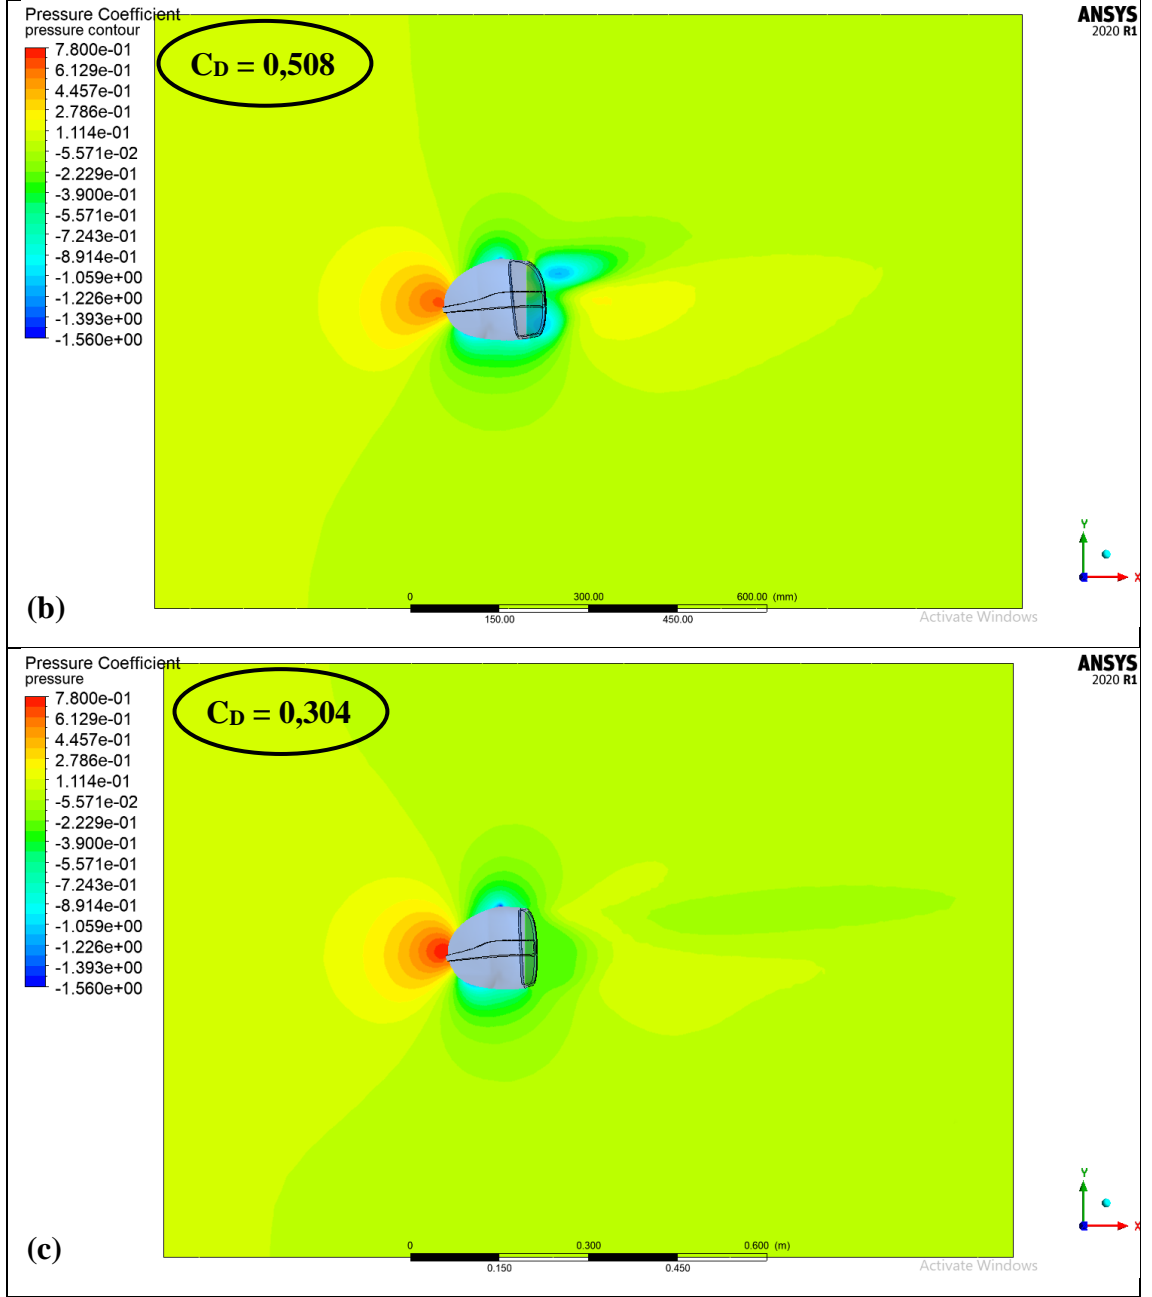 Pressure Coefficient
pressure contour
7.800e-01
6.129e-01
4.457e-01
2.786e-01
1.114e-01
-5.571e-02
-2.229e-01
-3.900e-01
-5.571e-01
-7.243e-01
-8.914e-01
-1.059e+00
-1.226e+00
-1.393e+00
-1.560e+00
CD = 0,508
ANSYS
2020 R1
Y
X
0 300.00 600.00 (mm)
150.00 450.00
Activate Windows
(b)
Pressure Coefficient
pressure
7.800e-01
6.129e-01
4.457e-01
2.786e-01
1.114e-01
-5.571e-02
-2.229e-01
-3.900e-01
-5.571e-01
-7.243e-01
-8.914e-01
-1.059e+00
-1.226e+00
-1.393e+00
-1.560e+00
CD = 0,304
ANSYS
2020 R1
Y
X
0 0.300 0.600 (m)
0.150 0.450
Activate Windows
(c)